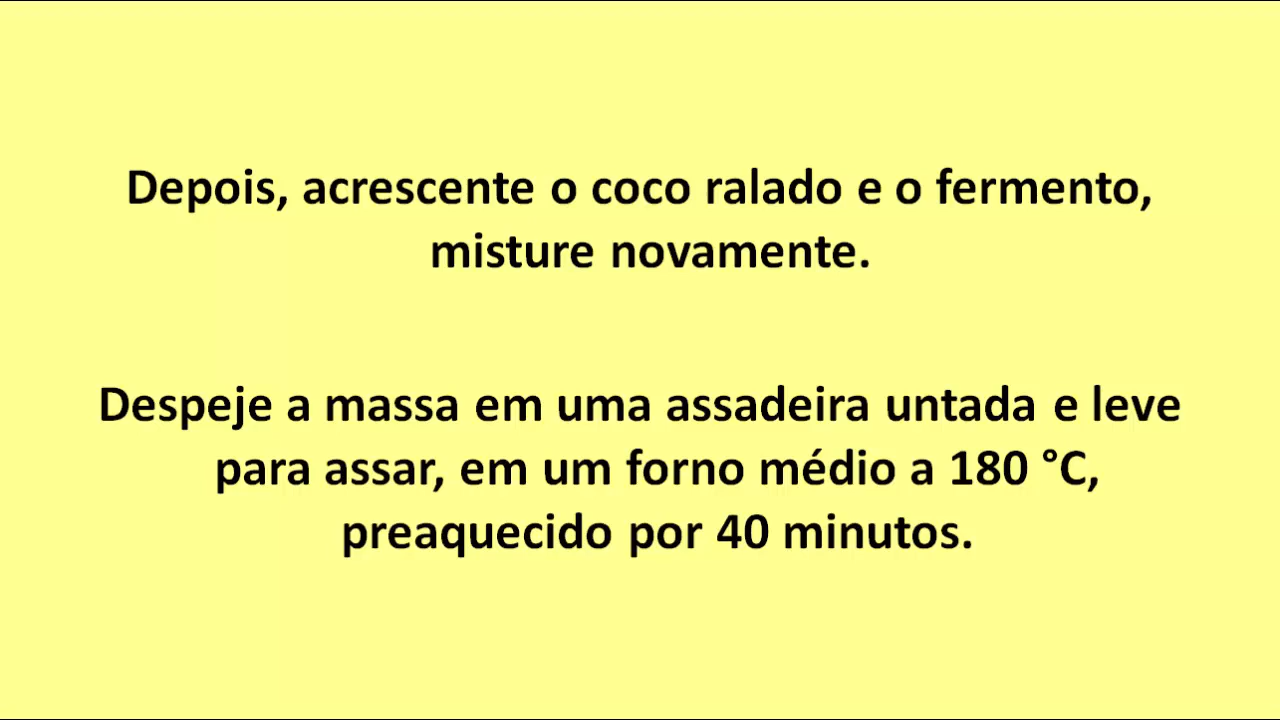 Depois, acrescente o coco ralado e o fermento,
misture novamente.
Despeje a massa em uma assadeira untada e leve
para assar, em um forno médio a 180 °C,
preaquecido por 40 minutos.